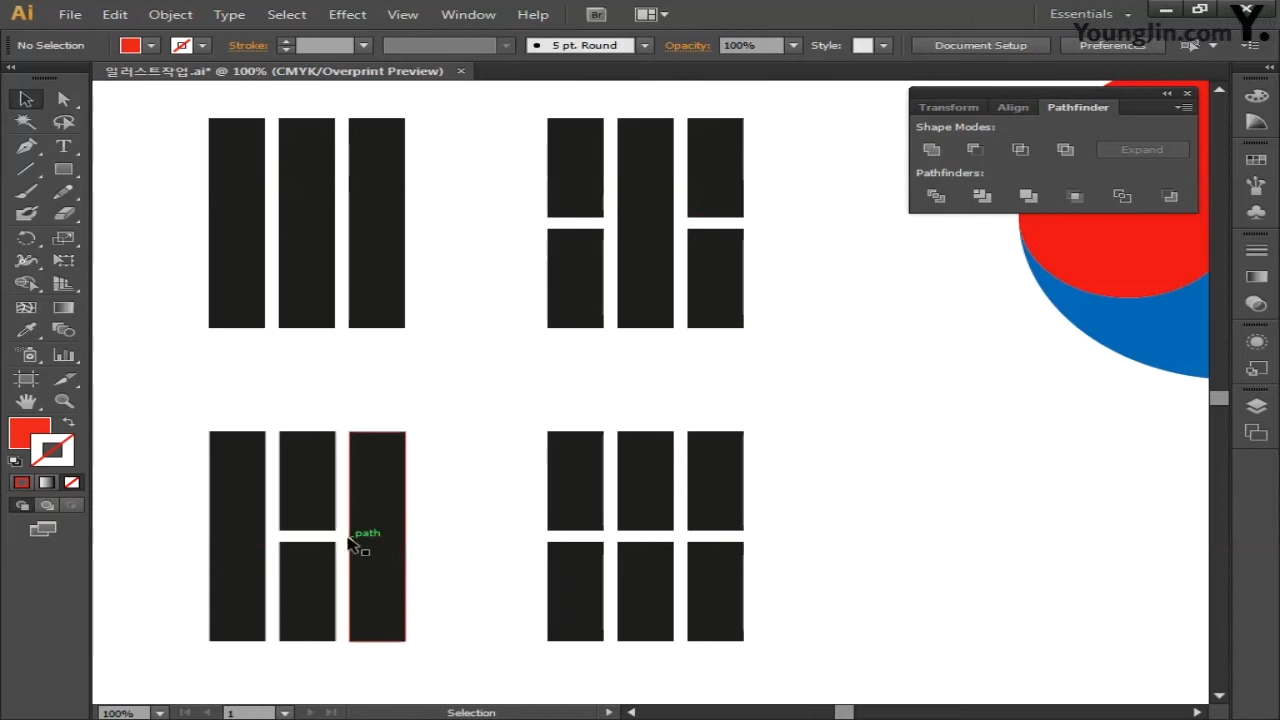 Ai File Edit Object Type Select Effect View Window Help Br Essentials
YoungJin.com Y.
No Selection Stroke: 5 pt. Round Opacity: 100% Style: Document Setup Preferences
일러스트작업.ai* @ 100% (CMYK/Overprint Preview) ×
Transform Align Pathfinder
Shape Modes:
Expand
Pathfinders:
path
100% 1 Selection